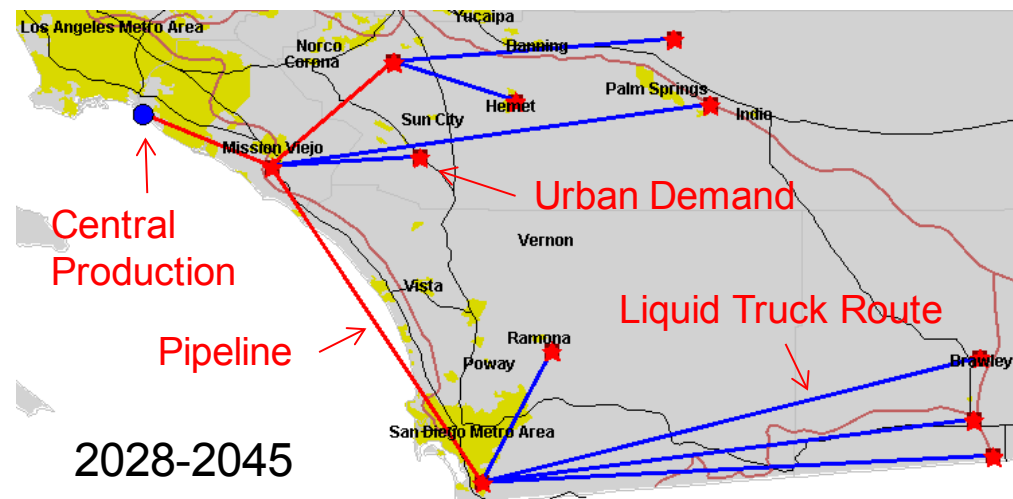 Los Angeles Metro Area
Yucaipa
Norco
Corona
Danning
Hemet
Palm Springs
Indio
Sun City
Mission Viejo
Urban Demand
Central
Production
Vernon
Vista
Liquid Truck Route
Pipeline
Ramona
Poway
Brawley
San Diego Metro Area
2028-2045